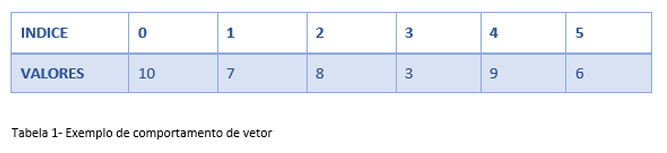 INDICE 0 1 2 3 4 5
VALORES 10 7 8 3 9 6
Tabela 1- Exemplo de comportamento de vetor